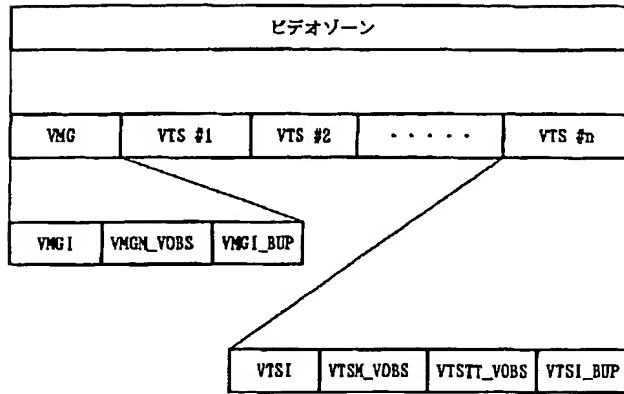 ビデオゾーン
VMG VTS #1 VTS #2 ・・・・・ VTS #n
VMGI VMGM_VOBS VMGI_BUP
VTSI VTSM_VOBS VTSTT_VOBS VTSI_BUP